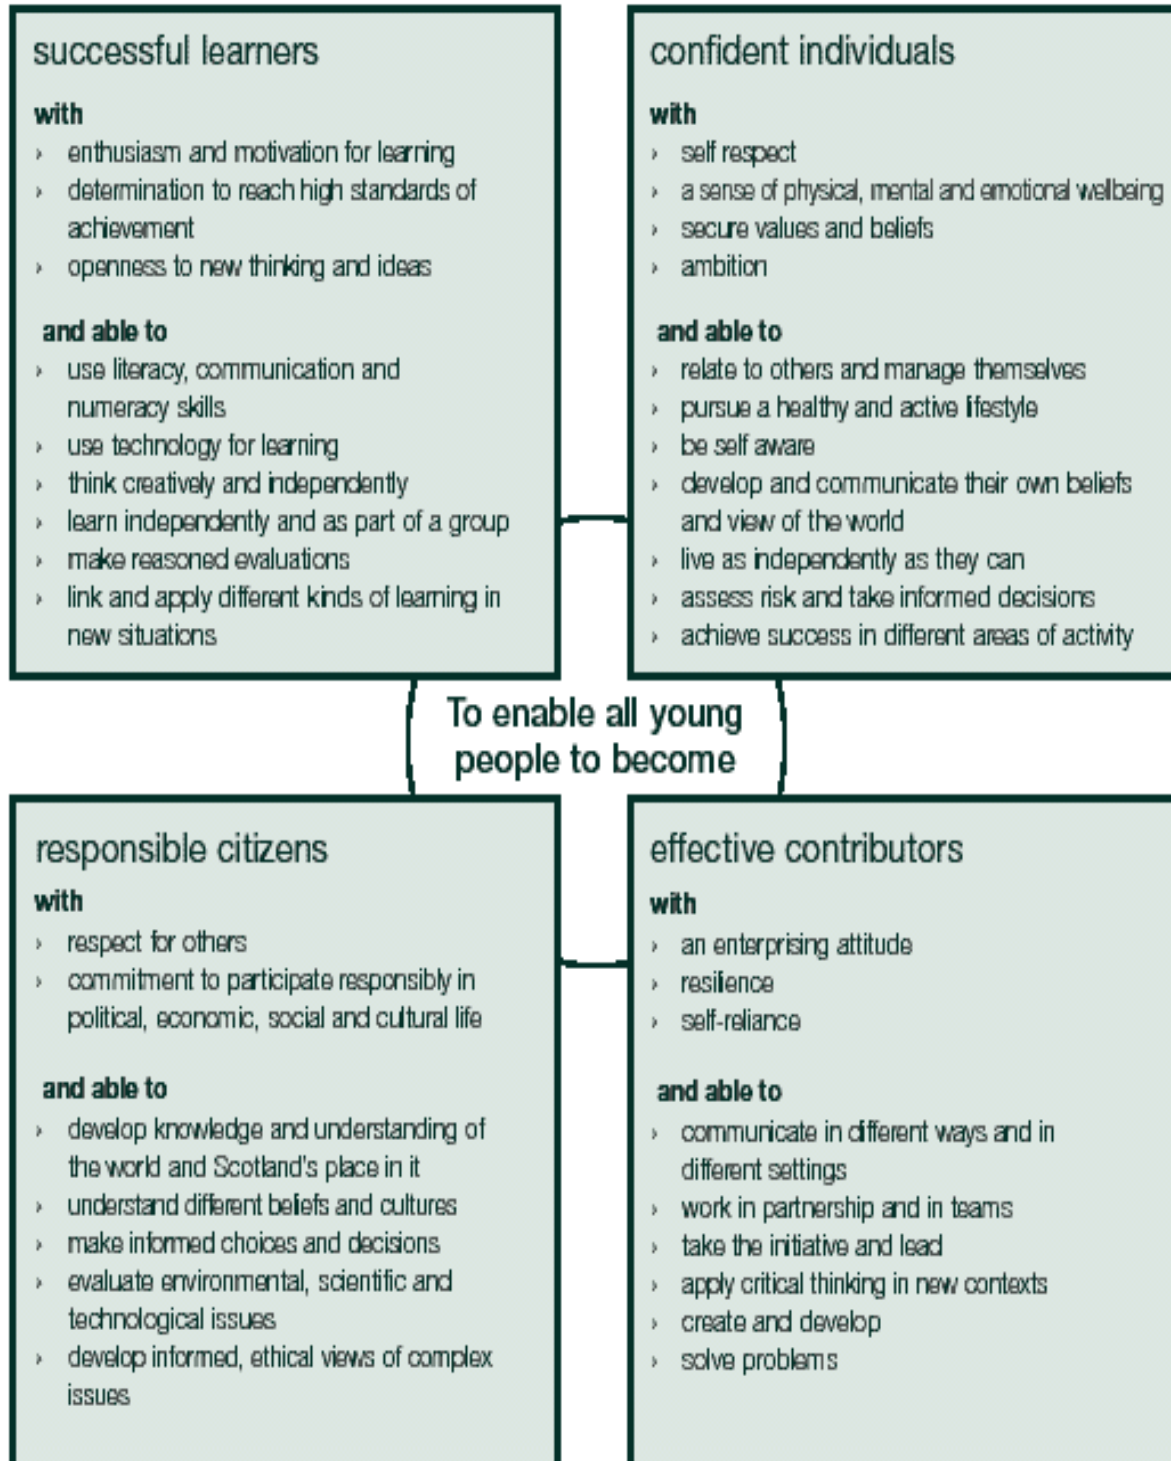 successful learners
with
› enthusiasm and motivation for learning
› determination to reach high standards of
achievement
› openness to new thinking and ideas
and able to
› use literacy, communication and
numeracy skills
› use technology for learning
› think creatively and independently
› learn independently and as part of a group
› make reasoned evaluations
› link and apply different kinds of learning in
new situations
confident individuals
with
› self respect
› a sense of physical, mental and emotional wellbeing
› secure values and beliefs
› ambition
and able to
› relate to others and manage themselves
› pursue a healthy and active lifestyle
› be self aware
› develop and communicate their own beliefs
and view of the world
› live as independently as they can
› assess risk and take informed decisions
› achieve success in different areas of activity
To enable all young
people to become
responsible citizens
with
› respect for others
› commitment to participate responsibly in
political, economic, social and cultural life
and able to
› develop knowledge and understanding of
the world and Scotland's place in it
› understand different beliefs and cultures
› make informed choices and decisions
› evaluate environmental, scientific and
technological issues
› develop informed, ethical views of complex
issues
effective contributors
with
› an enterprising attitude
› resilience
› self-reliance
and able to
› communicate in different ways and in
different settings
› work in partnership and in teams
› take the initiative and lead
› apply critical thinking in new contexts
› create and develop
› solve problems